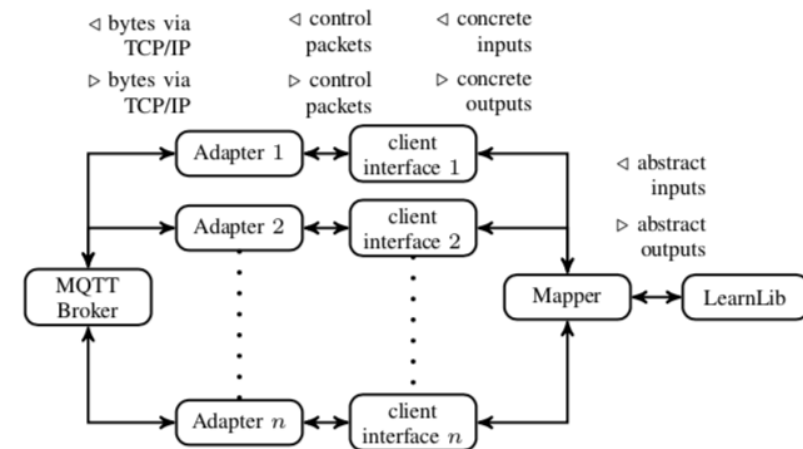 ◁ bytes via
TCP/IP
▷ bytes via
TCP/IP
◁ control
packets
▷ control
packets
◁ concrete
inputs
▷ concrete
outputs
Adapter 1
client
interface 1
◁ abstract
inputs
▷ abstract
outputs
Adapter 2
client
interface 2
MQTT
Broker
Mapper
LearnLib
Adapter n
client
interface n